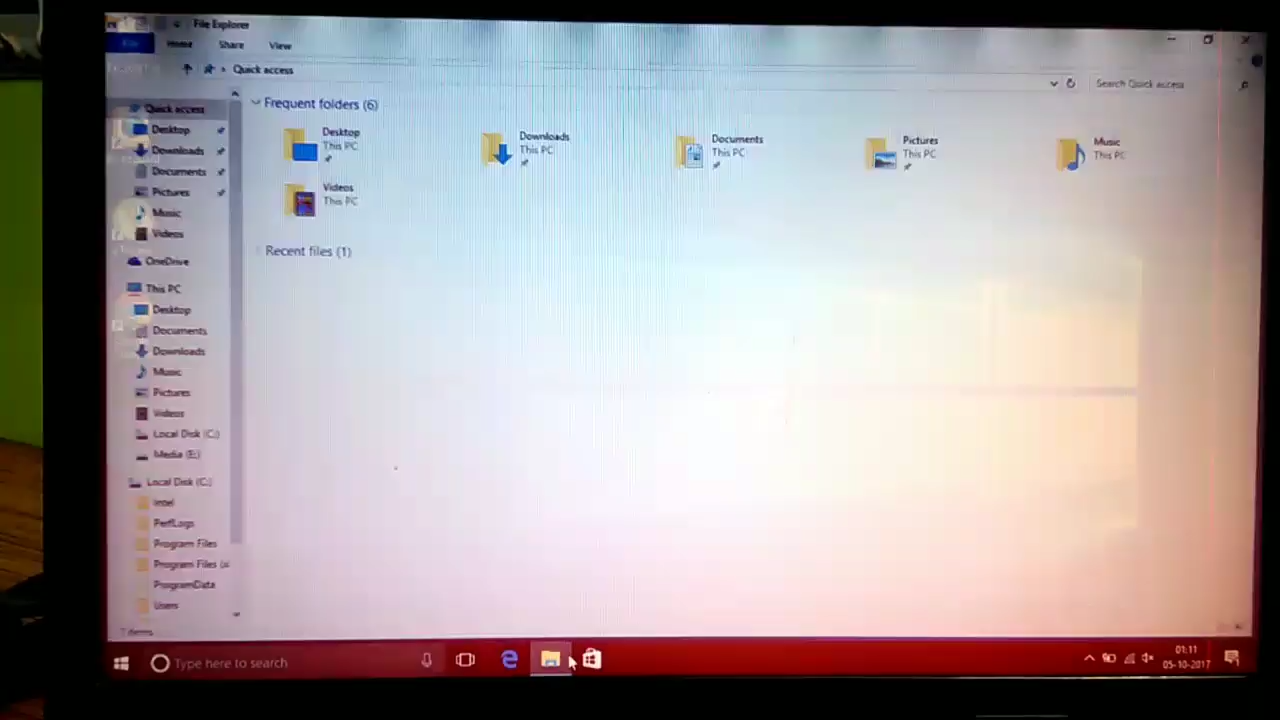 File Explorer
File Home Share View
Quick access
Search Quick access
Quick access
Desktop
Downloads
Documents
Pictures
Music
Videos
OneDrive
This PC
Desktop
Documents
Downloads
Music
Pictures
Videos
Local Disk (C:)
Media (E:)
Local Disk (C:)
Intel
PerfLogs
Program Files
Program Files (x
ProgramData
Users
7 items
Frequent folders (6)
Desktop
This PC
Downloads
This PC
Documents
This PC
Pictures
This PC
Music
This PC
Videos
This PC
Recent files (1)
Type here to search
01:11
05-10-2017